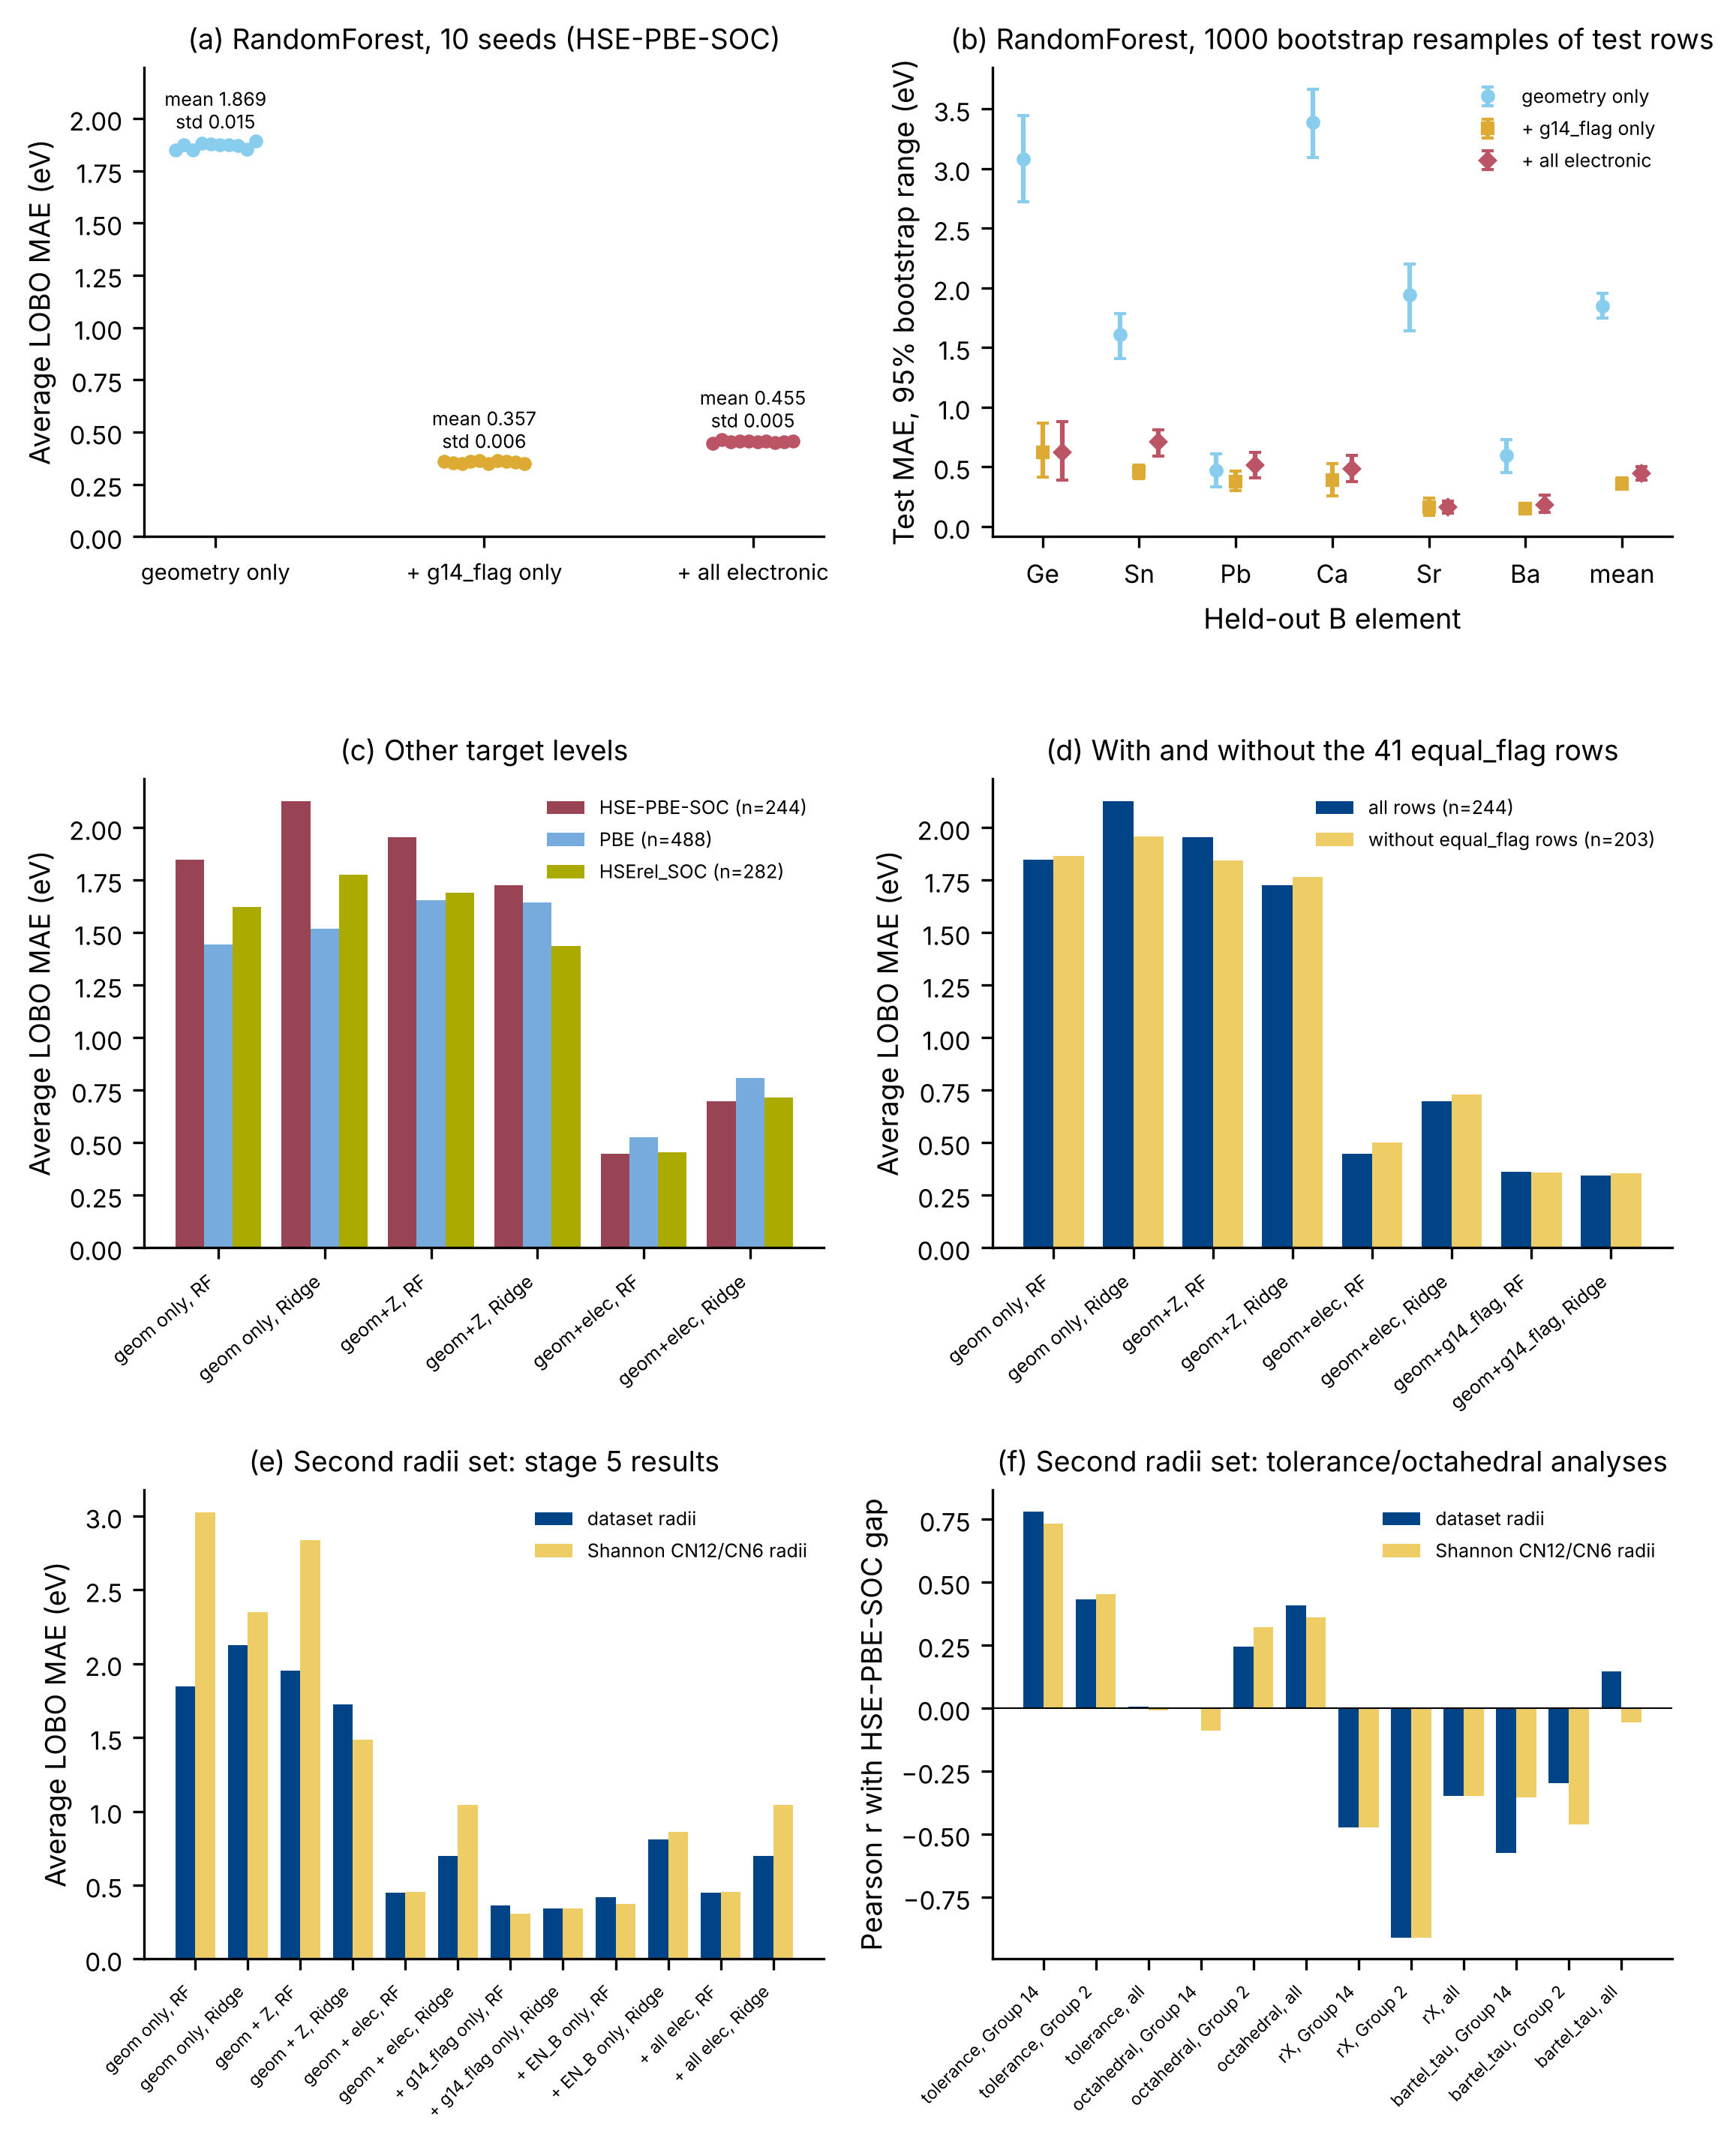 (a) RandomForest, 10 seeds (HSE-PBE-SOC)
Average LOBO MAE (eV)
2.00
1.75
1.50
1.25
1.00
0.75
0.50
0.25
0.00
mean 1.869
std 0.015
mean 0.357
std 0.006
mean 0.455
std 0.005
geometry only
+ g14_flag only
+ all electronic
(b) RandomForest, 1000 bootstrap resamples of test rows
Test MAE, 95% bootstrap range (eV)
3.5
3.0
2.5
2.0
1.5
1.0
0.5
0.0
geometry only
+ g14_flag only
+ all electronic
Ge
Sn
Pb
Ca
Sr
Ba
mean
Held-out B element
(c) Other target levels
Average LOBO MAE (eV)
2.00
1.75
1.50
1.25
1.00
0.75
0.50
0.25
0.00
HSE-PBE-SOC (n=244)
PBE (n=488)
HSErel_SOC (n=282)
geom only, RF
geom only, Ridge
geom+Z, RF
geom+Z, Ridge
geom+elec, RF
geom+elec, Ridge
(d) With and without the 41 equal_flag rows
Average LOBO MAE (eV)
2.00
1.75
1.50
1.25
1.00
0.75
0.50
0.25
0.00
all rows (n=244)
without equal_flag rows (n=203)
geom only, RF
geom only, Ridge
geom+Z, RF
geom+Z, Ridge
geom+elec, RF
geom+elec, Ridge
geom+g14_flag, RF
geom+g14_flag, Ridge
(e) Second radii set: stage 5 results
Average LOBO MAE (eV)
3.0
2.5
2.0
1.5
1.0
0.5
0.0
dataset radii
Shannon CN12/CN6 radii
geom only, RF
geom only, Ridge
geom + Z, RF
geom + Z, Ridge
geom + elec, RF
geom + elec, Ridge
+ g14_flag only, RF
+ g14_flag only, Ridge
+ EN_B only, RF
+ EN_B only, Ridge
+ all elec, RF
+ all elec, Ridge
(f) Second radii set: tolerance/octahedral analyses
Pearson r with HSE-PBE-SOC gap
0.75
0.50
0.25
0.00
−0.25
−0.50
−0.75
dataset radii
Shannon CN12/CN6 radii
tolerance, Group 14
tolerance, Group 2
tolerance, all
octahedral, Group 14
octahedral, Group 2
octahedral, all
rX, Group 14
rX, Group 2
rX, all
bartel_tau, Group 14
bartel_tau, Group 2
bartel_tau, all